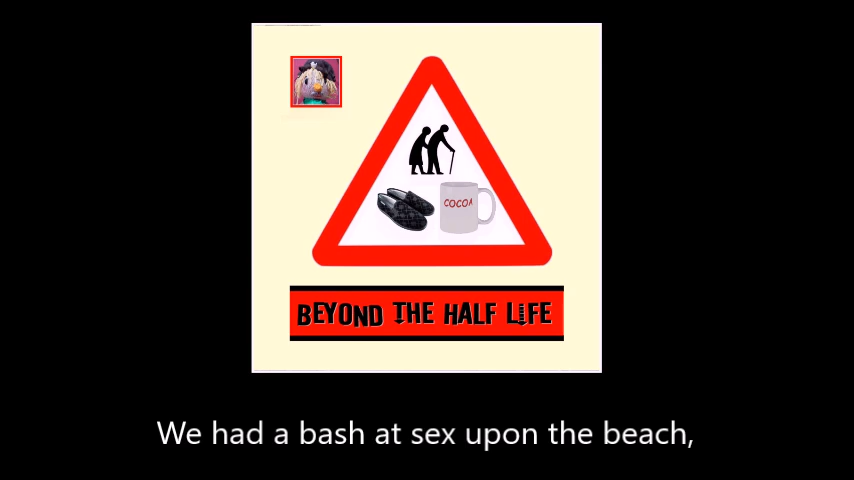 COCOA
BEYOND THE HALF LIFE
We had a bash at sex upon the beach,